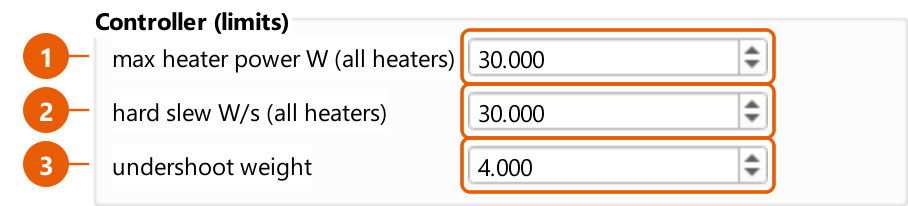 Controller (limits)
1 max heater power W (all heaters) 30.000
2 hard slew W/s (all heaters) 30.000
3 undershoot weight 4.000